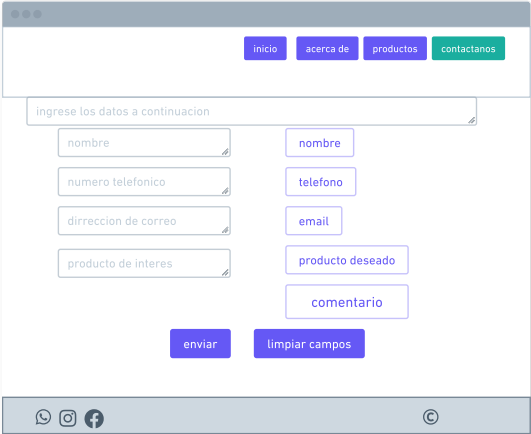 inicio acerca de productos contactanos
ingrese los datos a continuacion
nombre nombre
numero telefonico telefono
dirreccion de correo email
producto de interes producto deseado
comentario
enviar limpiar campos
©